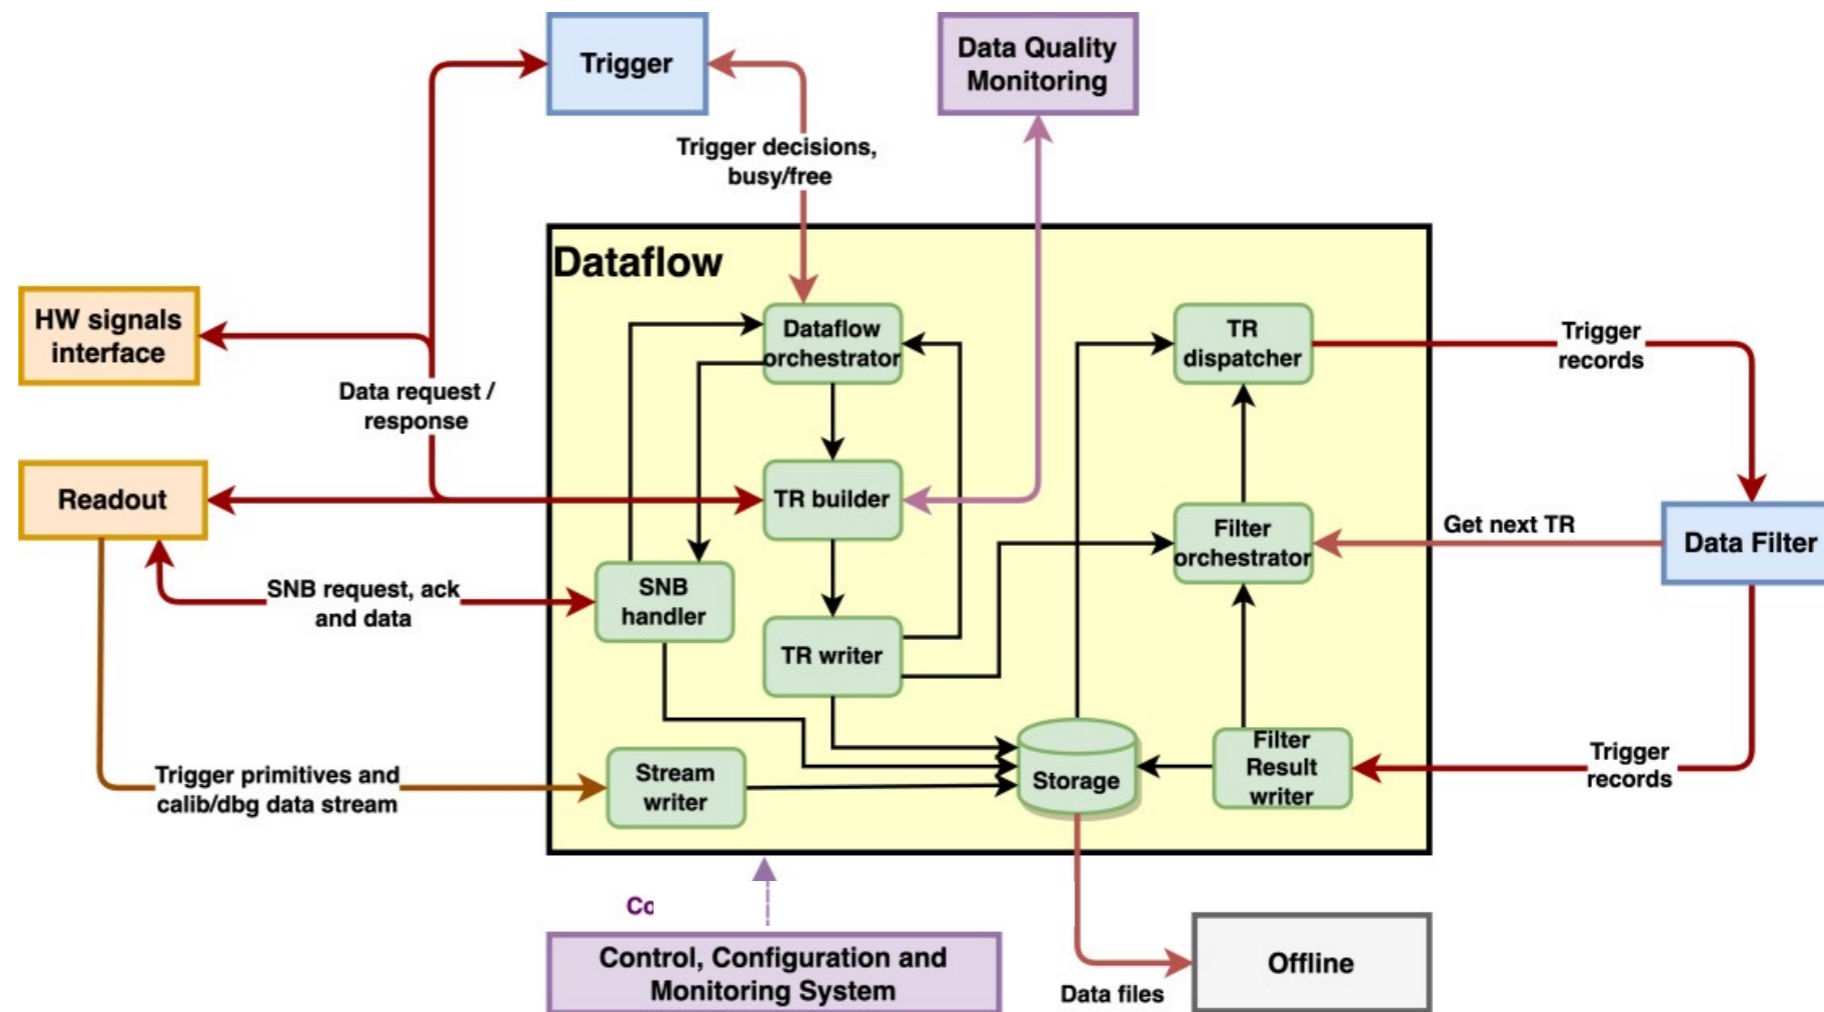 Trigger
Data Quality
Monitoring
Trigger decisions,
busy/free
Dataflow
HW signals
interface
Dataflow
orchestrator
TR
dispatcher
Trigger
records
Data request /
response
Readout
TR builder
Filter
orchestrator
Get next TR
Data Filter
SNB request, ack
and data
SNB
handler
TR writer
Trigger primitives and
calib/dbg data stream
Stream
writer
Storage
Filter
Result
writer
Trigger
records
Control, Configuration and
Monitoring System
Data files
Offline